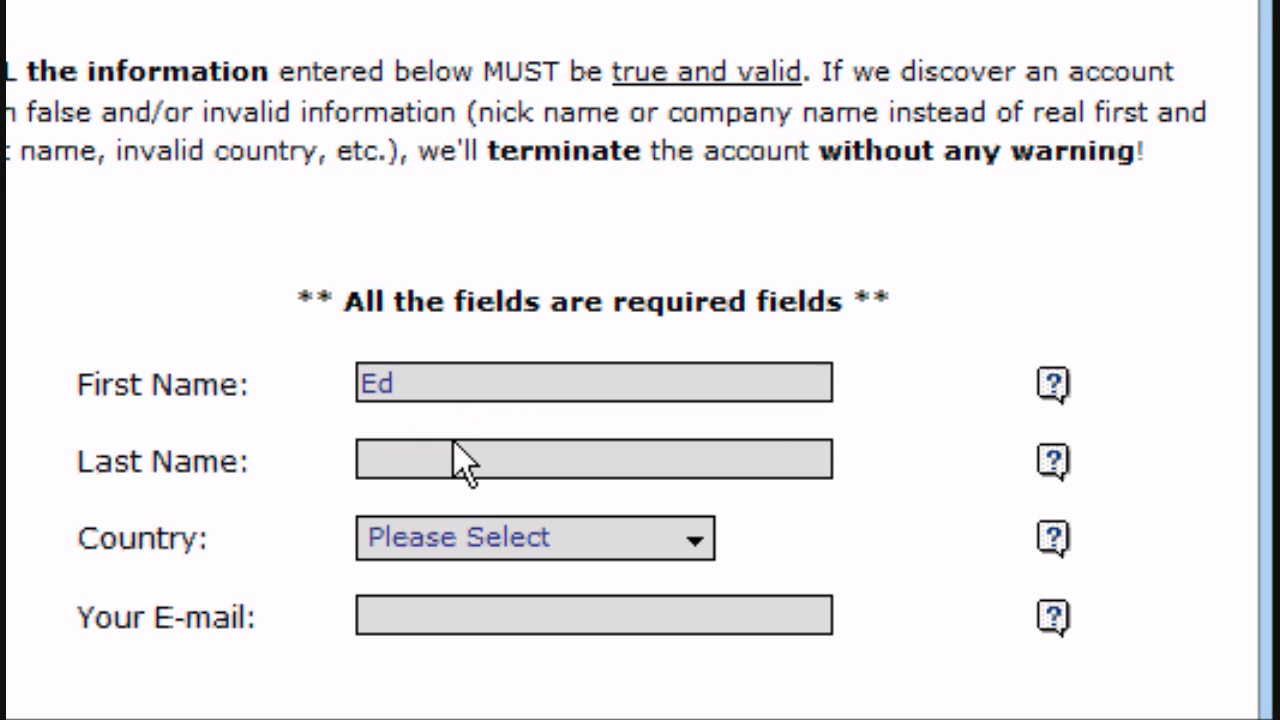 the information entered below MUST be true and valid. If we discover an account
false and/or invalid information (nick name or company name instead of real first and
name, invalid country, etc.), we'll terminate the account without any warning!
** All the fields are required fields **
First Name: Ed ?
Last Name: ?
Country: Please Select ?
Your E-mail: ?